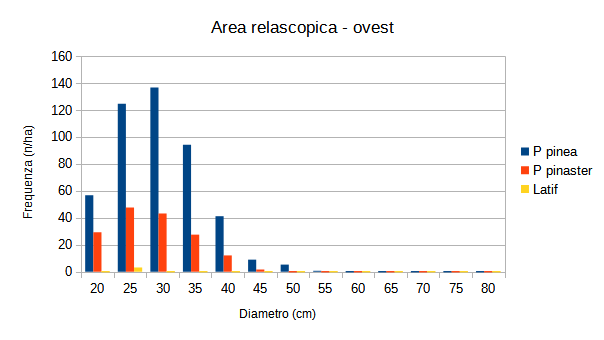 Area relascopica - ovest
Frequenza (n/ha)
160
140
120
100
80
60
40
20
0
20 25 30 35 40 45 50 55 60 65 70 75 80
Diametro (cm)
P pinea
P pinaster
Latif